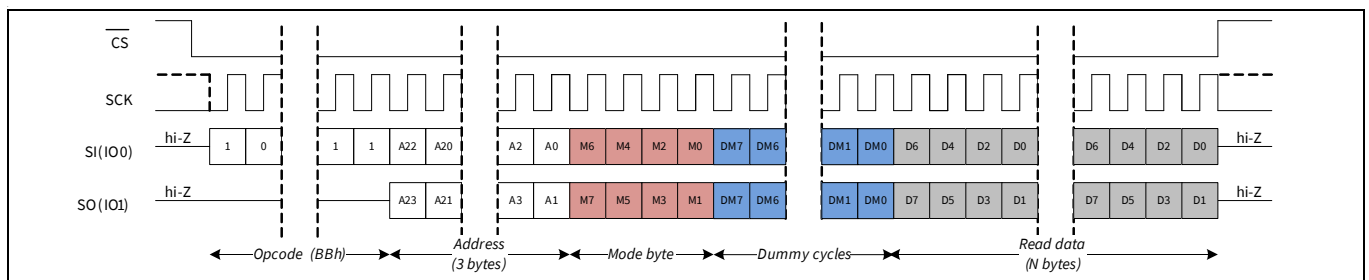 CS
SCK
hi-Z 1 0 1 1 A22 A20 A2 A0 M6 M4 M2 M0 DM7 DM6 DM1 DM0 D6 D4 D2 D0 D6 D4 D2 D0 hi-Z
SI(IO0)
hi-Z A23 A21 A3 A1 M7 M5 M3 M1 DM7 DM6 DM1 DM0 D7 D5 D3 D1 D7 D5 D3 D1 hi-Z
SO(IO1)
Opcode (BBh) Address Mode byte Dummy cycles Read data
(3 bytes) (N bytes)